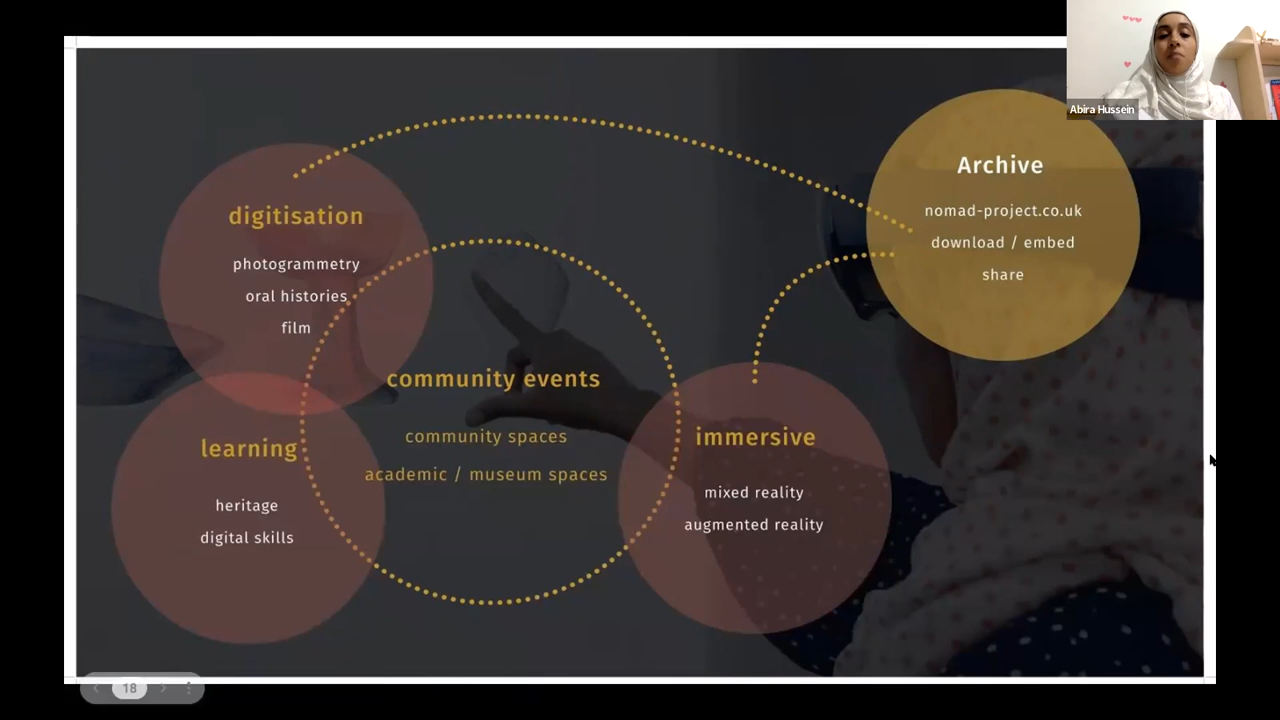 Abira Hussein
Archive
nomad-project.co.uk
download / embed
share
digitisation
photogrammetry
oral histories
film
community events
community spaces
academic / museum spaces
learning
heritage
digital skills
immersive
mixed reality
augmented reality
18